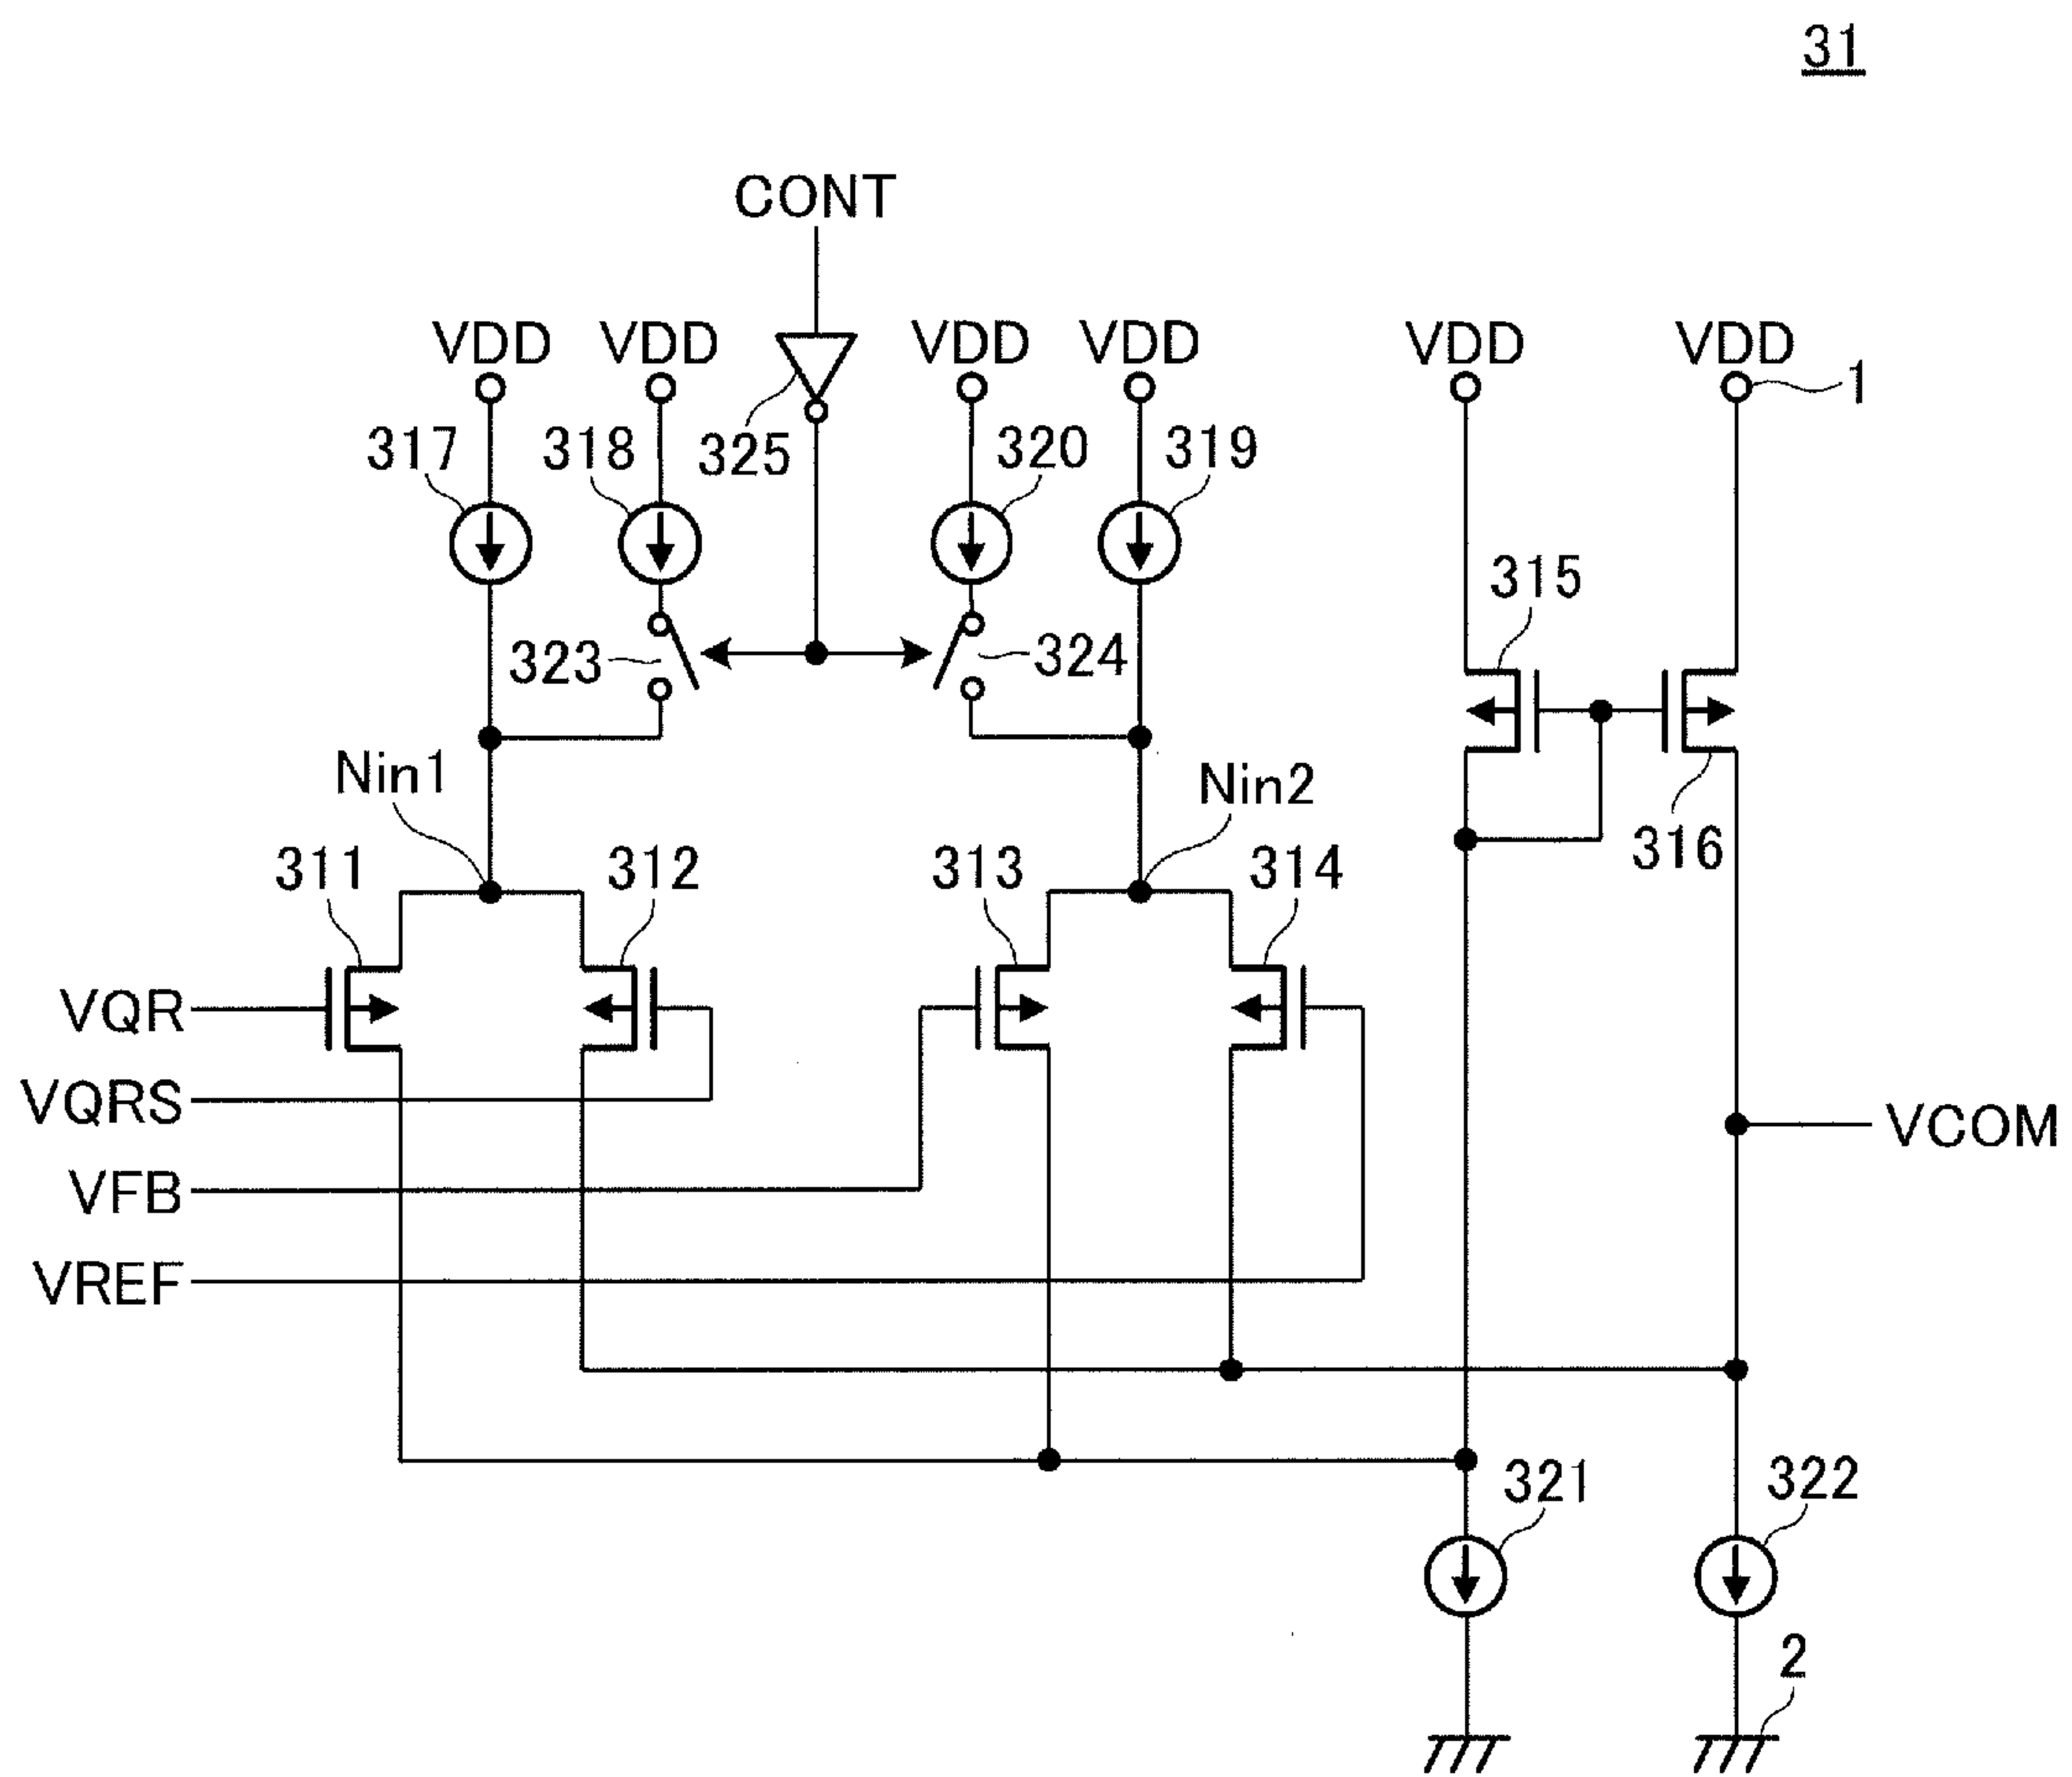 31
CONT
VDD VDD VDD VDD VDD VDD
1
317 318 325 320 319
315
323 324
Nin1 Nin2
316
311 312 313 314
VQR
VQRS
VCOM
VFB
VREF
321 322
2